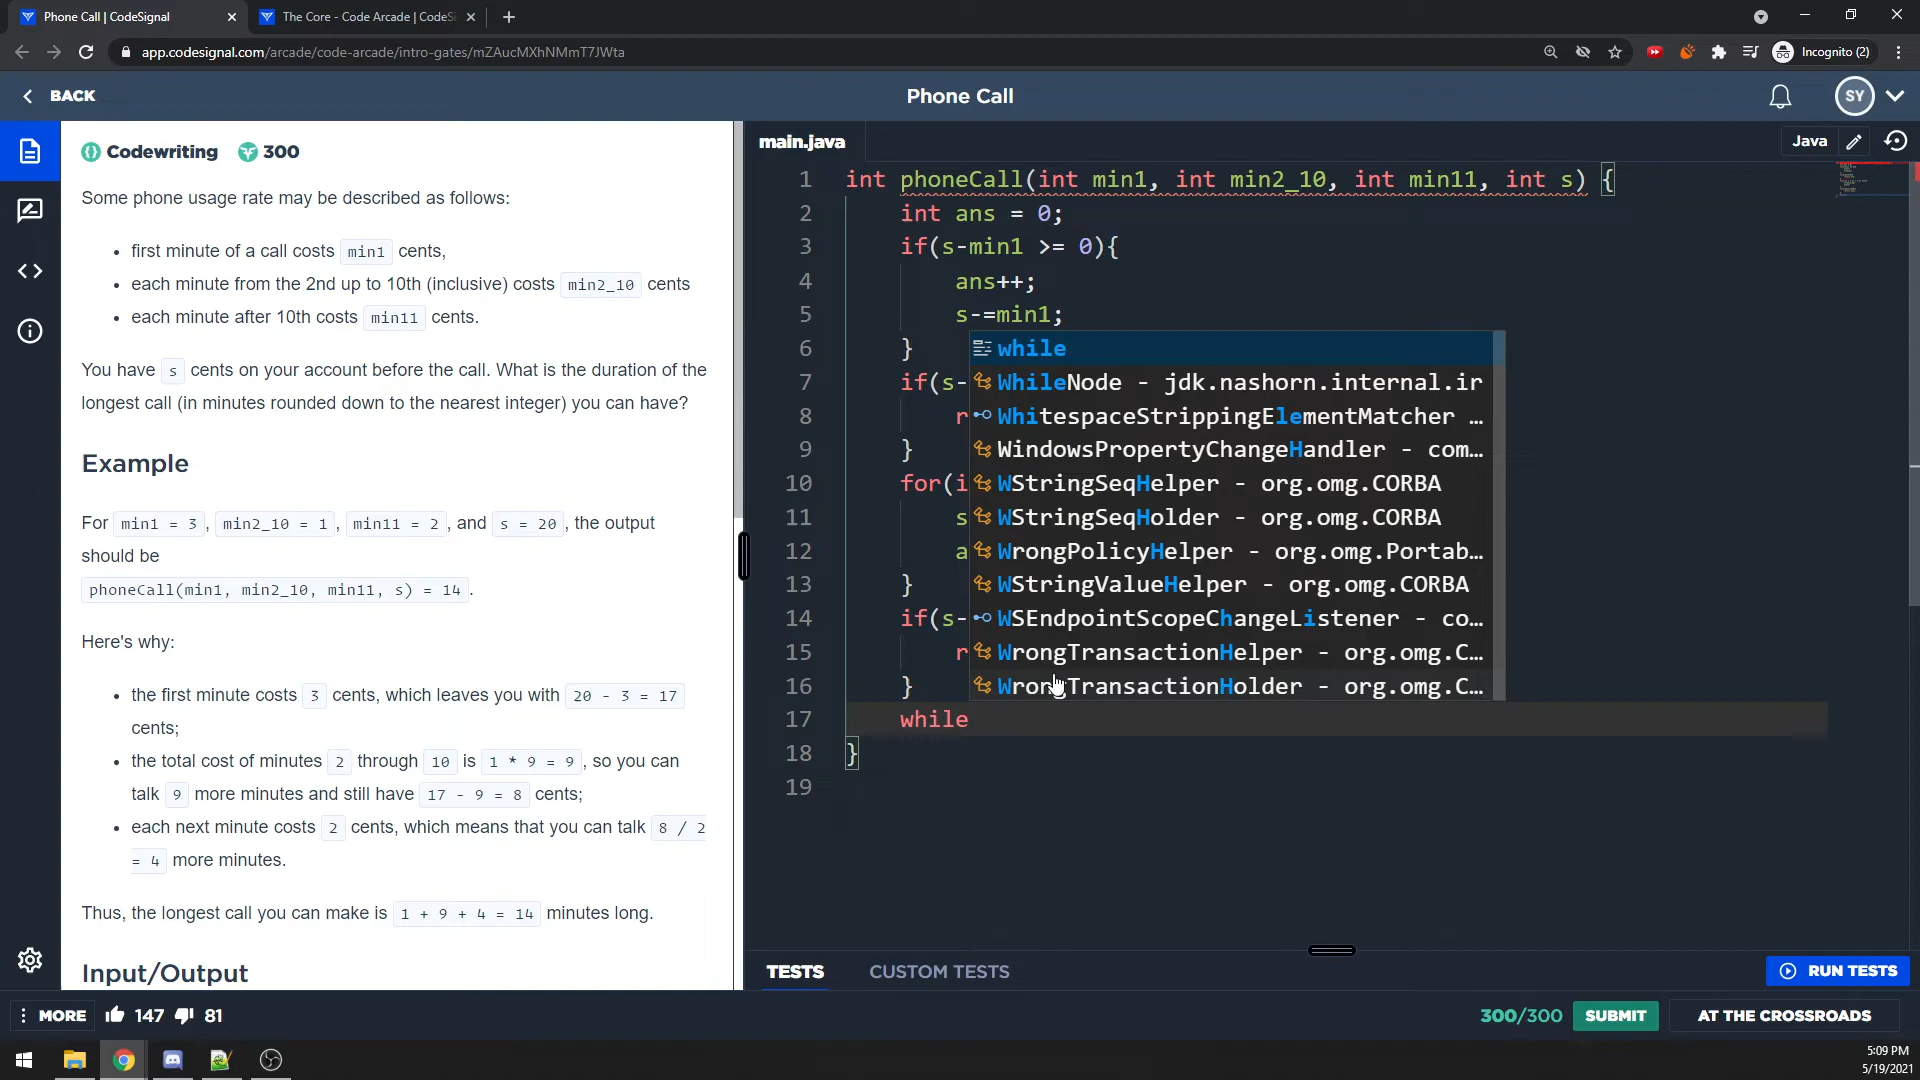 Phone Call | CodeSignal
The Core - Code Arcade | CodeSi
app.codesignal.com/arcade/code-arcade/intro-gates/mZAucMXhNMmT7JWta
Incognito (2)
BACK
Phone Call
SY
Codewriting 300
Some phone usage rate may be described as follows:
• first minute of a call costs min1 cents,
• each minute from the 2nd up to 10th (inclusive) costs min2_10 cents
• each minute after 10th costs min11 cents.
You have s cents on your account before the call. What is the duration of the
longest call (in minutes rounded down to the nearest integer) you can have?
Example
For min1 = 3, min2_10 = 1, min11 = 2, and s = 20, the output
should be
phoneCall(min1, min2_10, min11, s) = 14.
Here's why:
• the first minute costs 3 cents, which leaves you with 20 - 3 = 17
cents;
• the total cost of minutes 2 through 10 is 1 * 9 = 9, so you can
talk 9 more minutes and still have 17 - 9 = 8 cents;
• each next minute costs 2 cents, which means that you can talk 8 / 2
= 4 more minutes.
Thus, the longest call you can make is 1 + 9 + 4 = 14 minutes long.
Input/Output
MORE 147 81
main.java
Java
1 int phoneCall(int min1, int min2_10, int min11, int s) {
2 int ans = 0;
3 if(s-min1 >= 0){
4 ans++;
5 s-=min1;
6 }
7 if(s-
8 r
9 }
10 for(i
11 s
12 a
13 }
14 if(s-
15 r
16 }
17 while
18 }
19
while
WhileNode - jdk.nashorn.internal.ir
WhitespaceStrippingElementMatcher …
WindowsPropertyChangeHandler - com…
WStringSeqHelper - org.omg.CORBA
WStringSeqHolder - org.omg.CORBA
WrongPolicyHelper - org.omg.Portab…
WStringValueHelper - org.omg.CORBA
WSEndpointScopeChangeListener - co…
WrongTransactionHelper - org.omg.C…
WrongTransactionHolder - org.omg.C…
TESTS
CUSTOM TESTS
RUN TESTS
300/300
SUBMIT
AT THE CROSSROADS
5:09 PM
5/19/2021